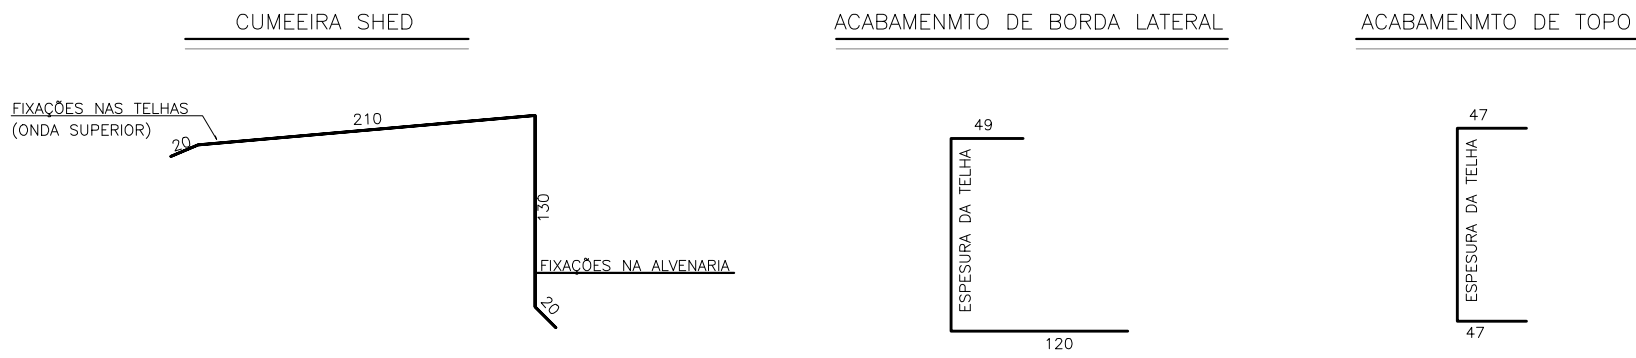 CUMEEIRA SHED
FIXAÇÕES NAS TELHAS
(ONDA SUPERIOR)
20
210
130
FIXAÇÕES NA ALVENARIA
20
ACABAMENMTO DE BORDA LATERAL
49
ESPESURA DA TELHA
120
ACABAMENMTO DE TOPO
47
ESPESURA DA TELHA
47